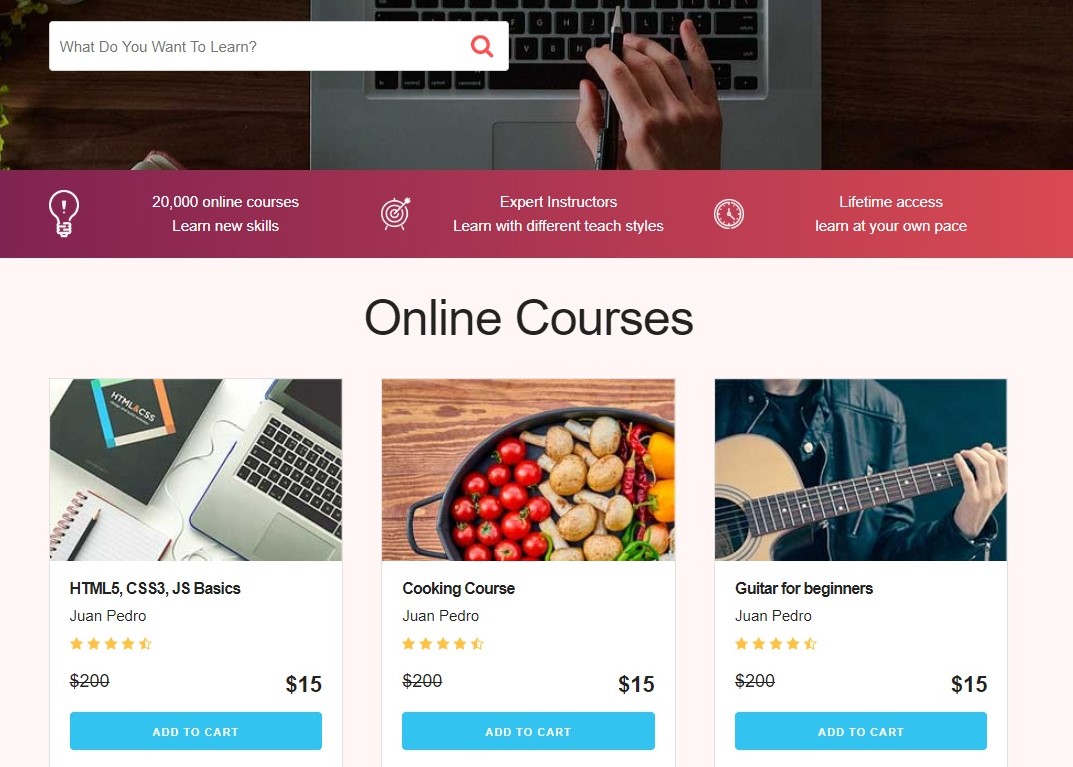 What Do You Want To Learn?
20,000 online courses
Learn new skills
Expert Instructors
Learn with different teach styles
Lifetime access
learn at your own pace
Online Courses
HTML&CSS
HTML5, CSS3, JS Basics
Juan Pedro
$200
$15
ADD TO CART
Cooking Course
Juan Pedro
$200
$15
ADD TO CART
Guitar for beginners
Juan Pedro
$200
$15
ADD TO CART